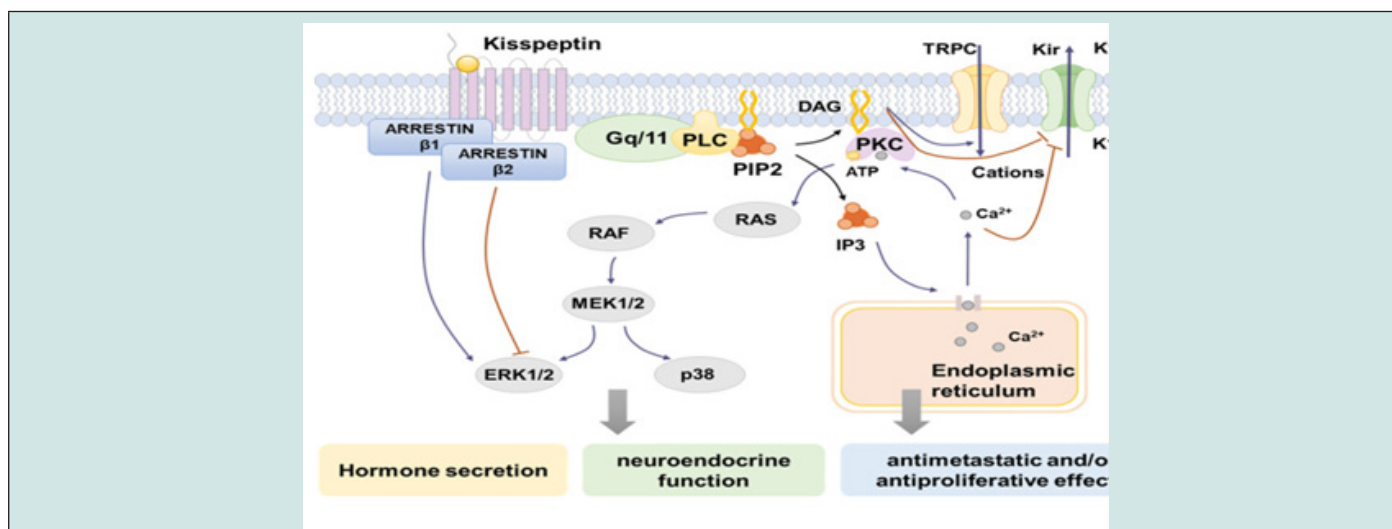 Kisspeptin
TRPC
Kir
K
DAG
ARRESTIN
β1
ARRESTIN
β2
Gq/11
PLC
PIP2
PKC
ATP
Cations
Ca²⁺
RAS
RAF
IP3
MEK1/2
ERK1/2
p38
Ca²⁺
Endoplasmic
reticulum
Hormone secretion
neuroendocrine
function
antimetastatic and/o
antiproliferative effec